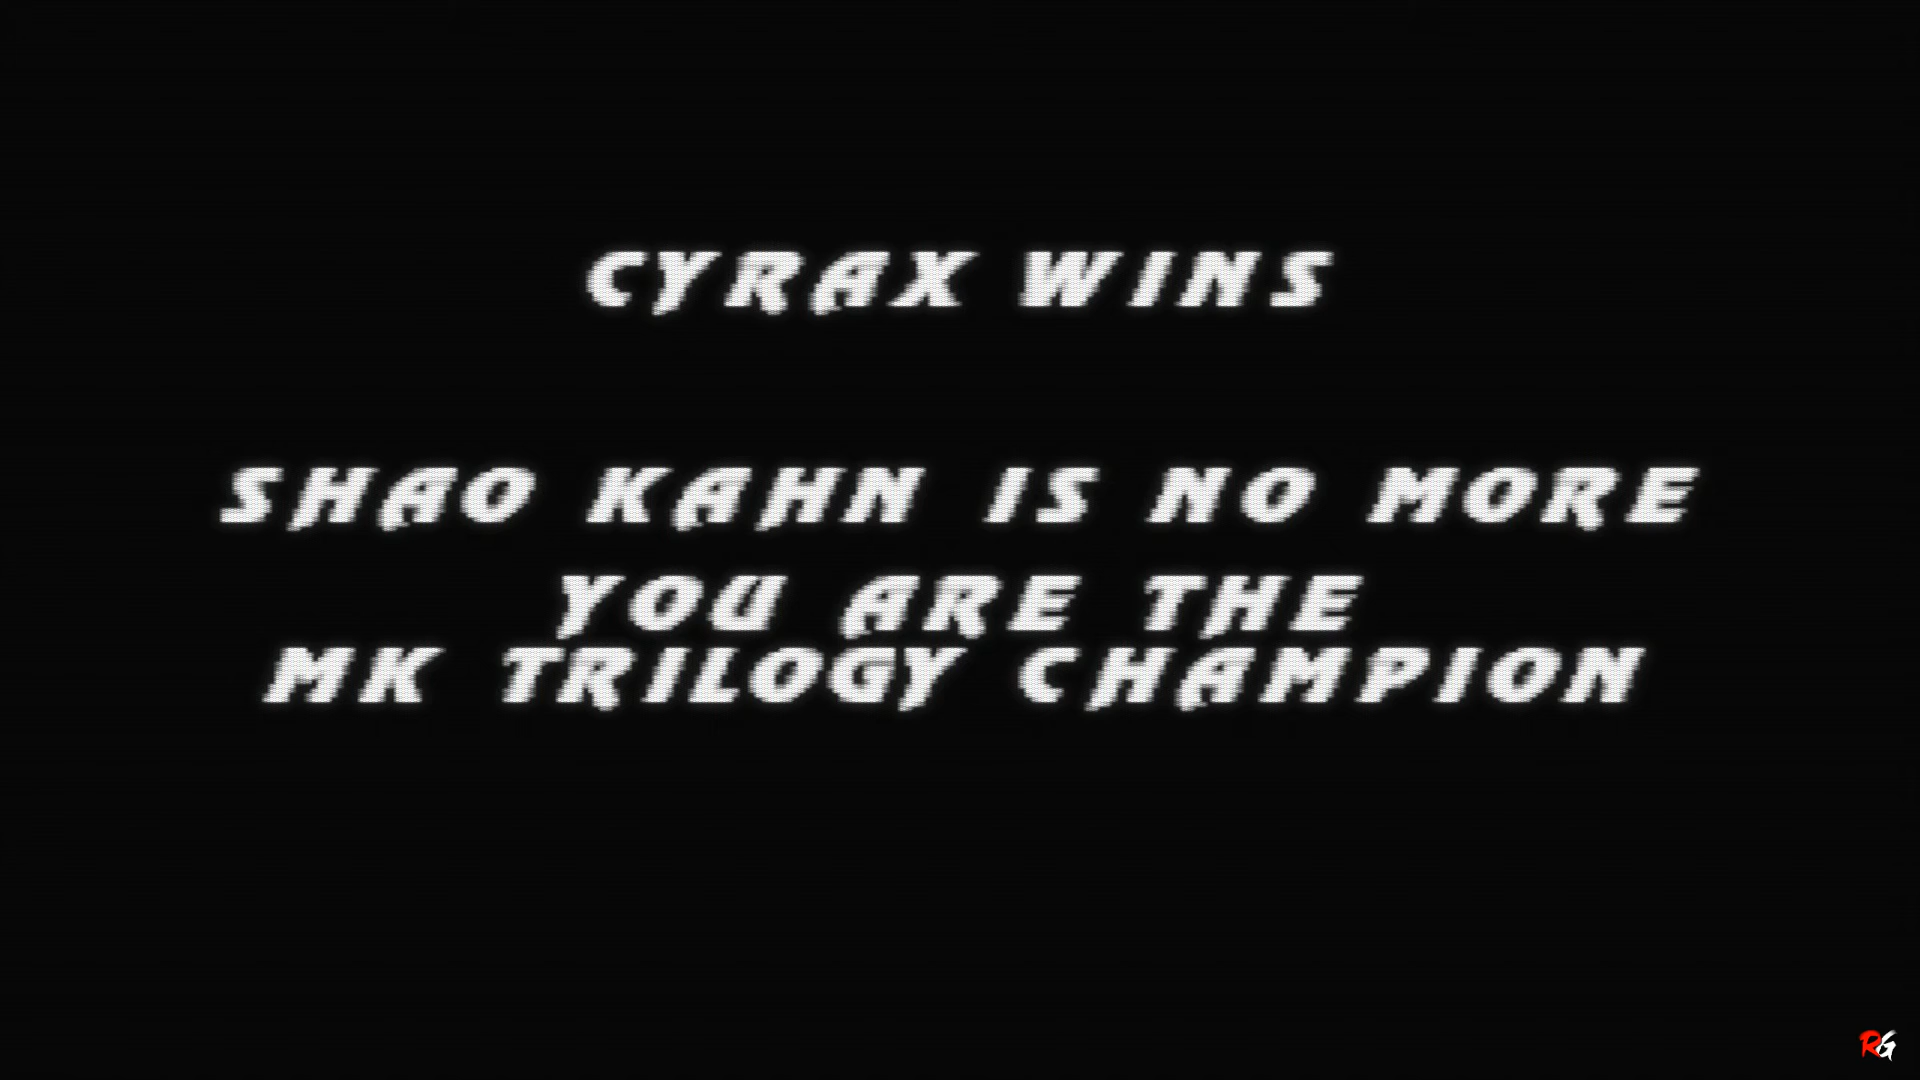 CYRAX WINS
SHAO KAHN IS NO MORE
YOU ARE THE
MK TRILOGY CHAMPION
RG